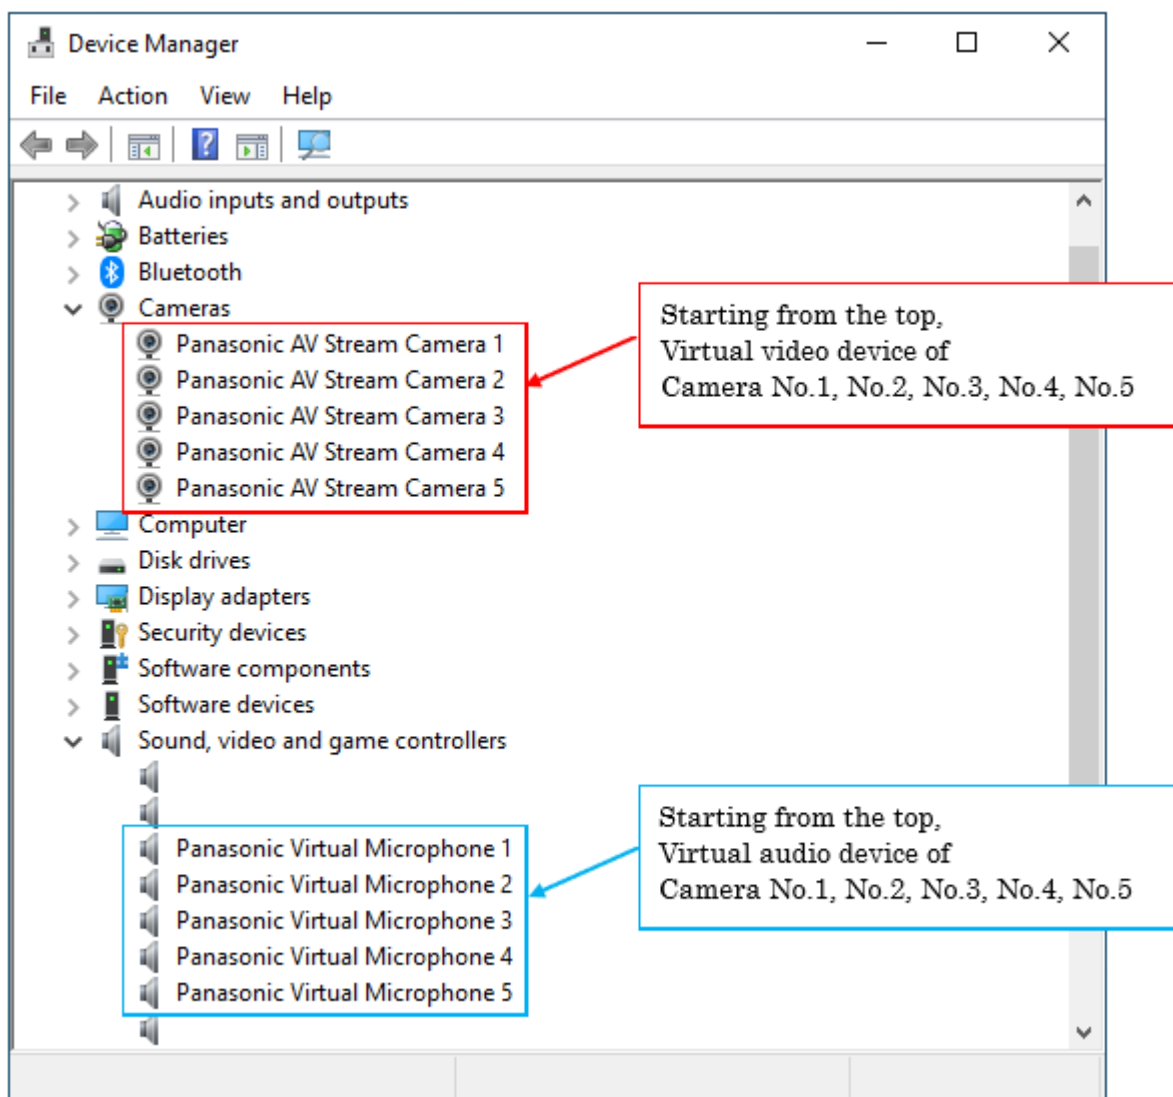 Device Manager
File Action View Help
Audio inputs and outputs
Batteries
Bluetooth
Cameras
Panasonic AV Stream Camera 1
Panasonic AV Stream Camera 2
Panasonic AV Stream Camera 3
Panasonic AV Stream Camera 4
Panasonic AV Stream Camera 5
Starting from the top,
Virtual video device of
Camera No.1, No.2, No.3, No.4, No.5
Computer
Disk drives
Display adapters
Security devices
Software components
Software devices
Sound, video and game controllers
Panasonic Virtual Microphone 1
Panasonic Virtual Microphone 2
Panasonic Virtual Microphone 3
Panasonic Virtual Microphone 4
Panasonic Virtual Microphone 5
Starting from the top,
Virtual audio device of
Camera No.1, No.2, No.3, No.4, No.5